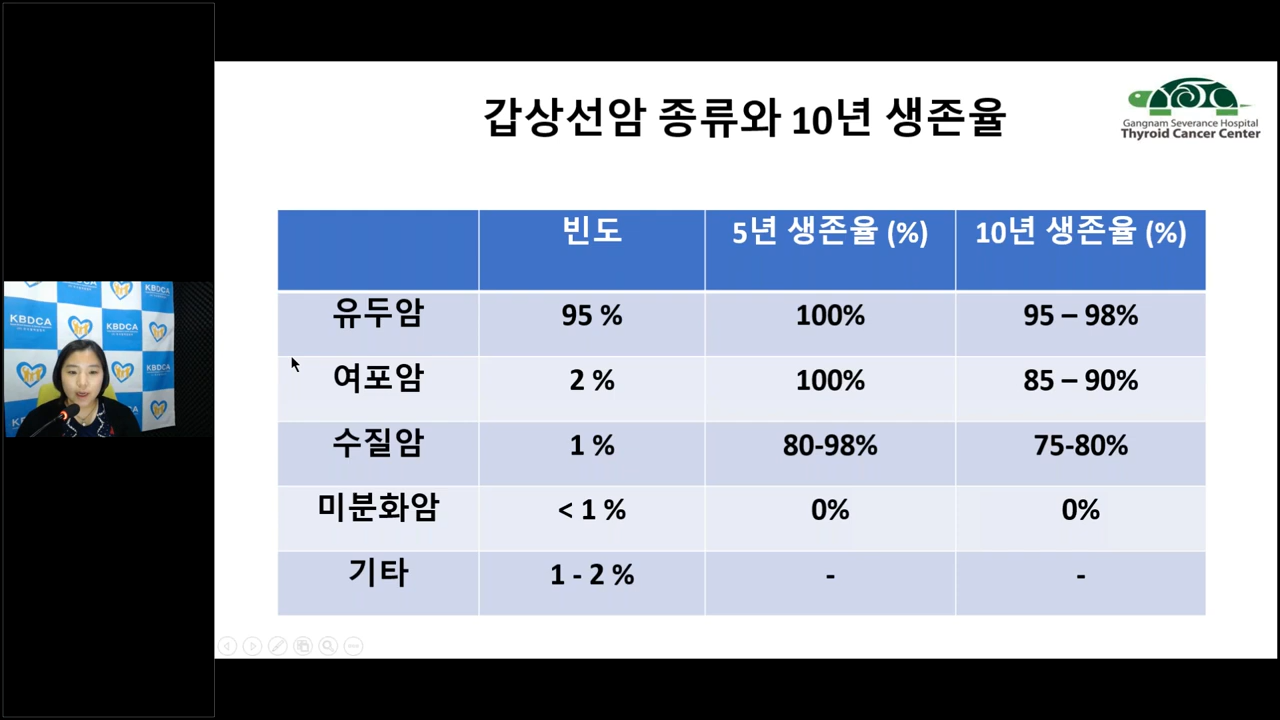 갑상선암 종류와 10년 생존율
Gangnam Severance Hospital
Thyroid Cancer Center
빈도 5년 생존율 (%) 10년 생존율 (%)
유두암 95 % 100% 95 – 98%
여포암 2 % 100% 85 – 90%
수질암 1 % 80-98% 75-80%
미분화암 < 1 % 0% 0%
기타 1 - 2 % - -
KBDCA
KBDCA
KBDCA
KBDCA